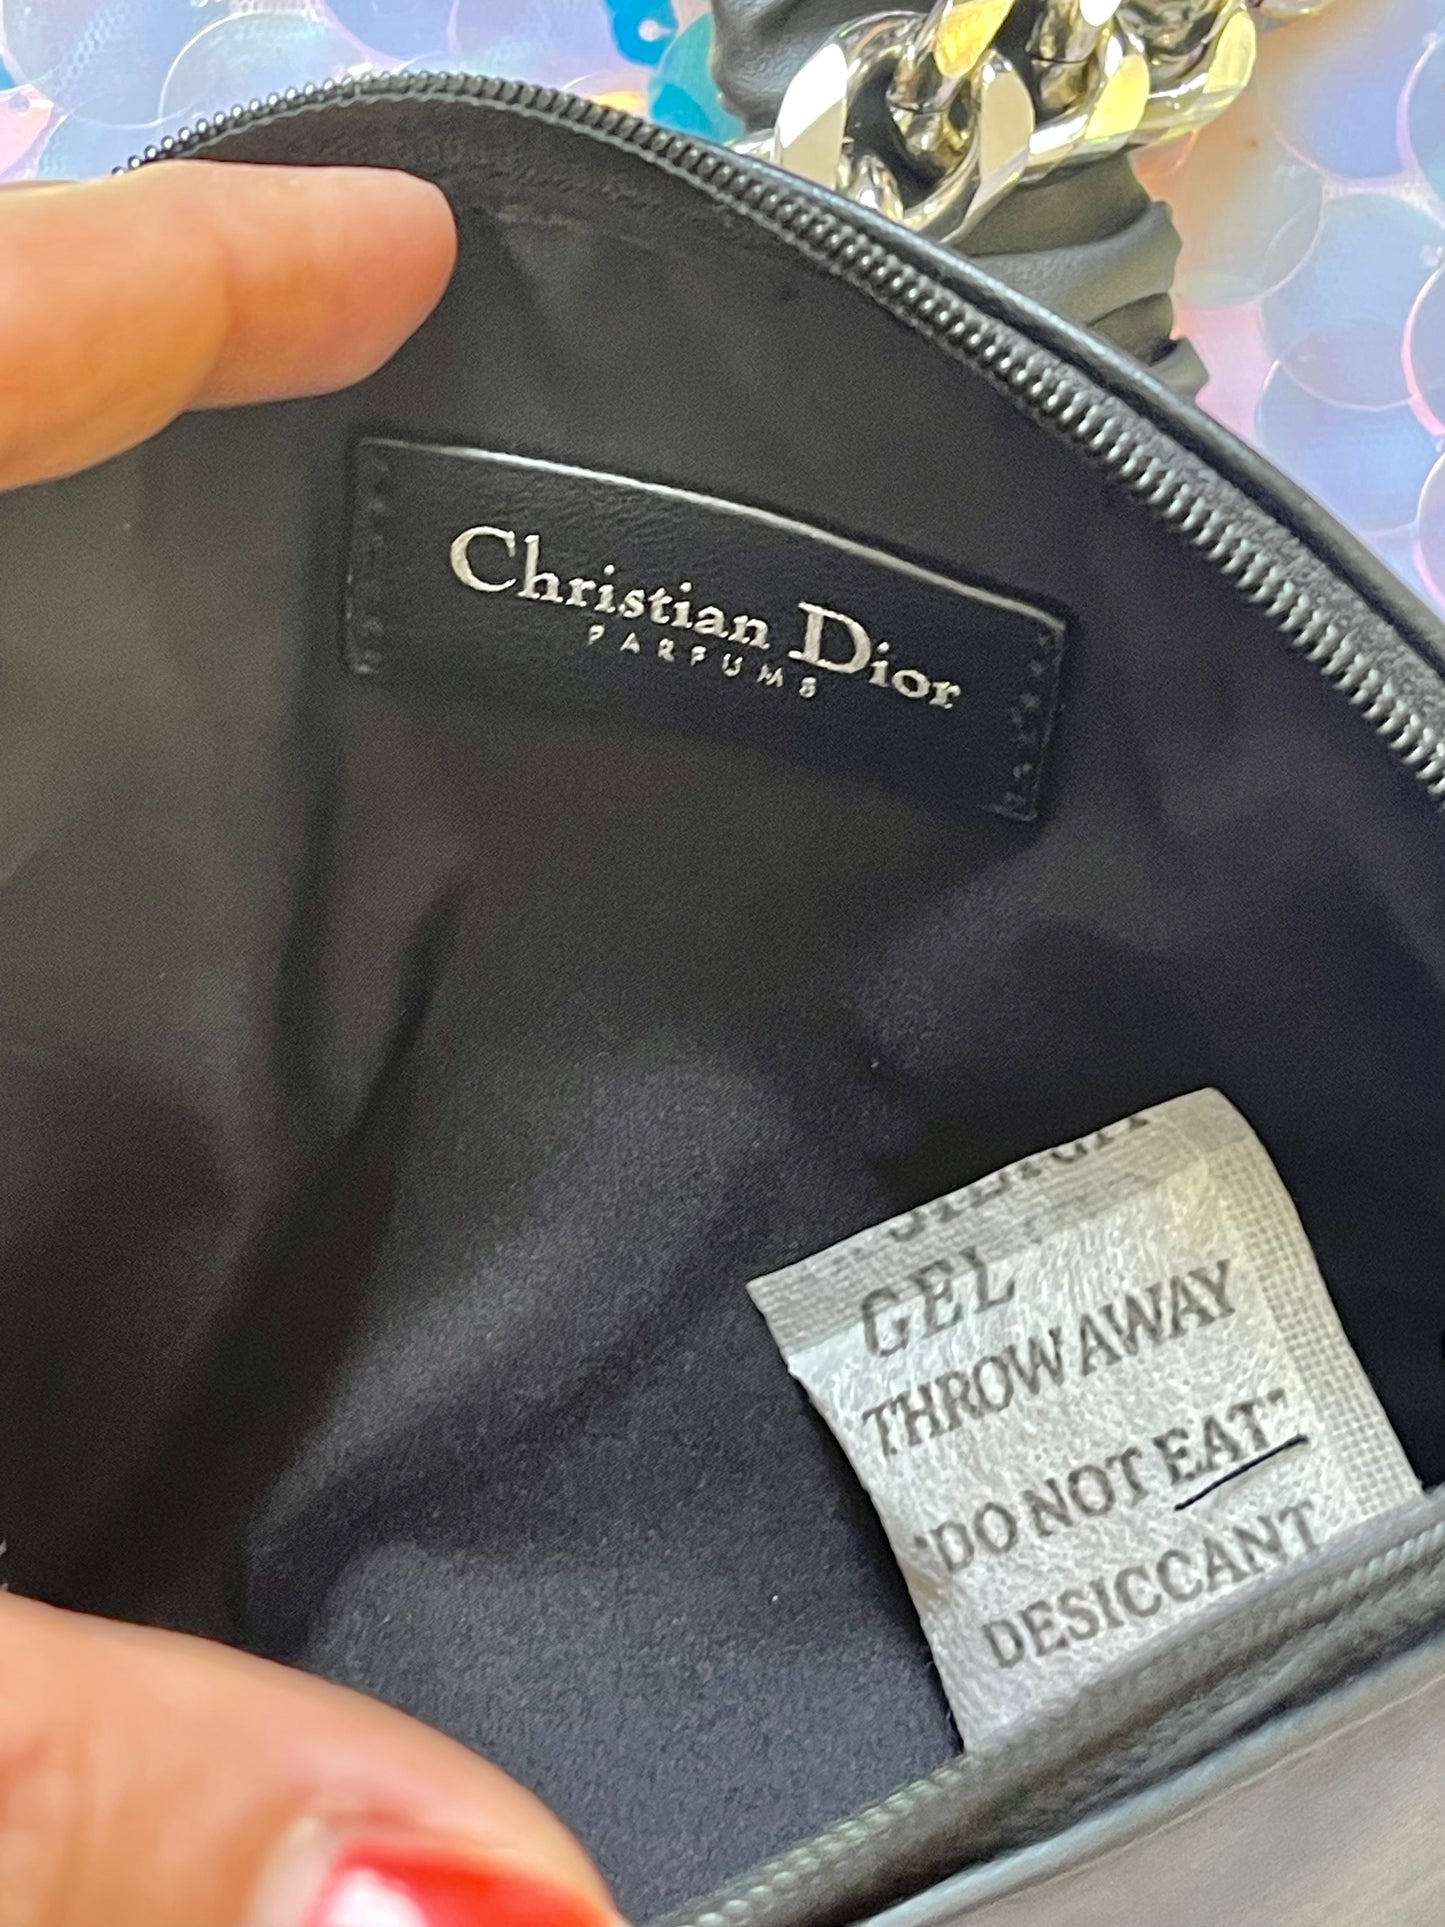 Christian Dior
PARFUMS
GEL
THROW AWAY
"DO NOT EAT"
DESICCANT